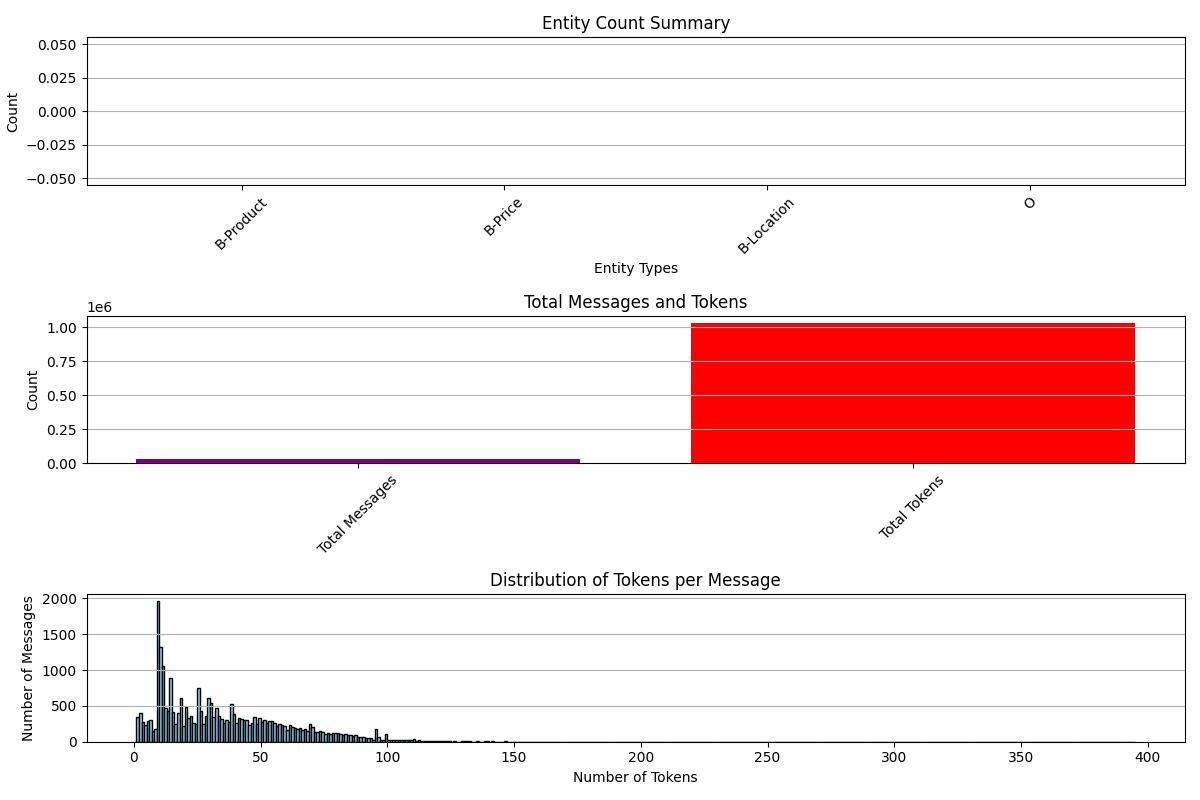 Entity Count Summary
0.050
0.025
0.000
−0.025
−0.050
Count
B-Product
B-Price
B-Location
O
Entity Types
Total Messages and Tokens
1e6
1.00
0.75
0.50
0.25
0.00
Count
Total Messages
Total Tokens
Distribution of Tokens per Message
2000
1500
1000
500
0
Number of Messages
0
50
100
150
200
250
300
350
400
Number of Tokens